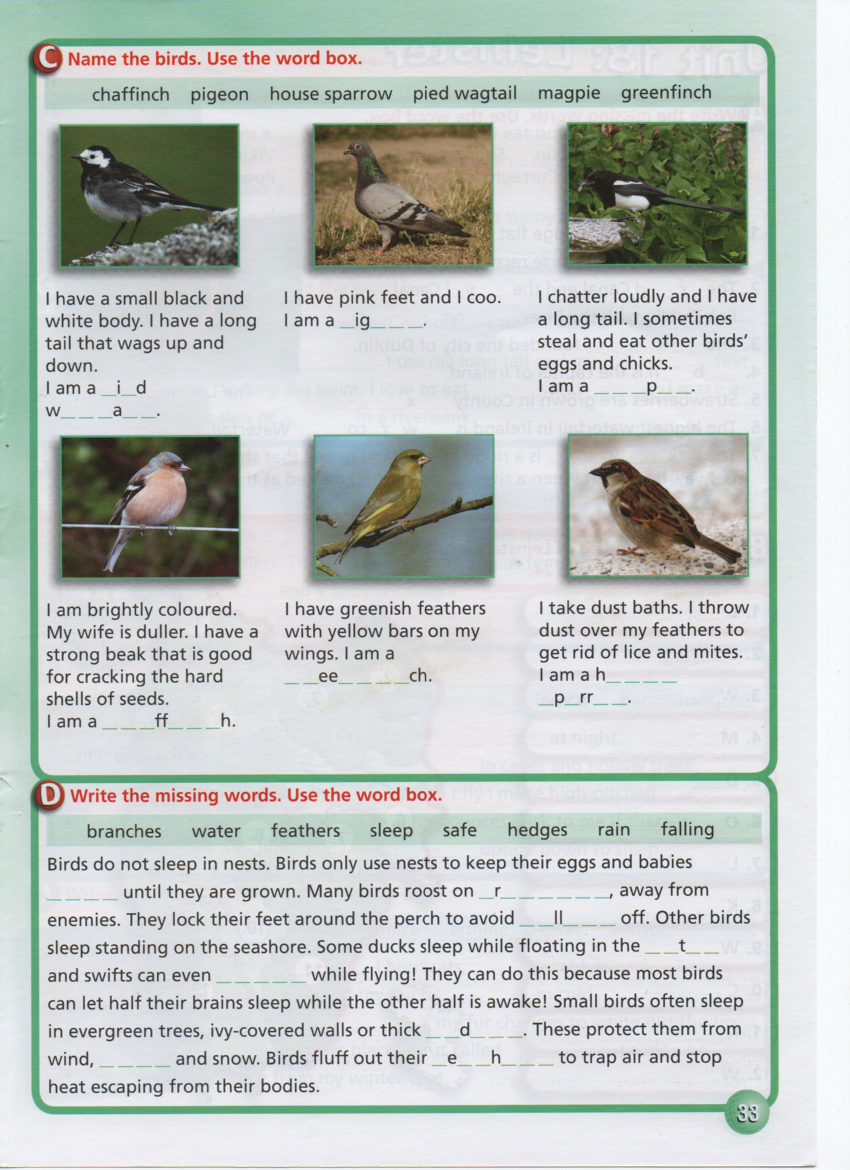 C Name the birds. Use the word box.
chaffinch pigeon house sparrow pied wagtail magpie greenfinch
I have a small black and
white body. I have a long
tail that wags up and
down.
I am a _i_d
w_ _ _a_ _.
I have pink feet and I coo.
I am a _ig_ _ _.
I chatter loudly and I have
a long tail. I sometimes
steal and eat other birds’
eggs and chicks.
I am a _ _ _p_ _.
I am brightly coloured.
My wife is duller. I have a
strong beak that is good
for cracking the hard
shells of seeds.
I am a _ _ _ff_ _ _h.
I have greenish feathers
with yellow bars on my
wings. I am a
_ _ee_ _ _ _ch.
I take dust baths. I throw
dust over my feathers to
get rid of lice and mites.
I am a h_ _ _ _
_p_rr_ _.
D Write the missing words. Use the word box.
branches water feathers sleep safe hedges rain falling
Birds do not sleep in nests. Birds only use nests to keep their eggs and babies
_ _ _ _ until they are grown. Many birds roost on _r_ _ _ _ _ _, away from
enemies. They lock their feet around the perch to avoid _ _ll_ _ _ off. Other birds
sleep standing on the seashore. Some ducks sleep while floating in the _ _t_ _
and swifts can even _ _ _ _ _ while flying! They can do this because most birds
can let half their brains sleep while the other half is awake! Small birds often sleep
in evergreen trees, ivy-covered walls or thick _ _d_ _ _. These protect them from
wind, _ _ _ _ and snow. Birds fluff out their _e_ _h_ _ _ to trap air and stop
heat escaping from their bodies.
33